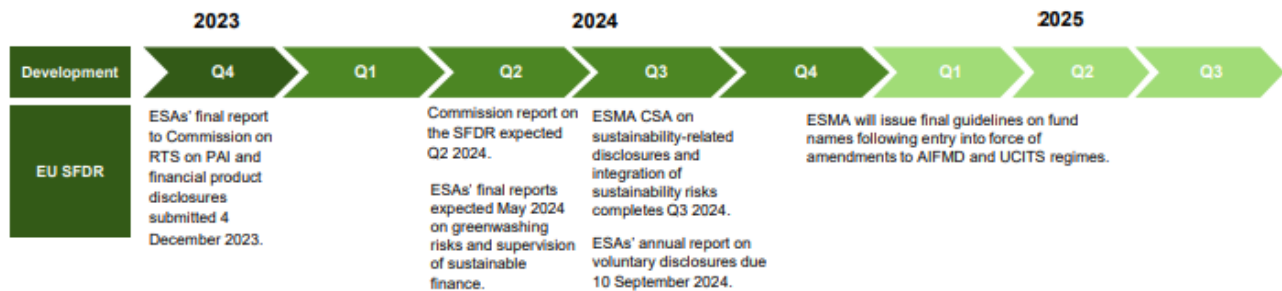 2023
2024
2025
Development
Q4
Q1
Q2
Q3
Q4
Q1
Q2
Q3
EU SFDR
ESAs' final report
to Commission on
RTS on PAI and
financial product
disclosures
submitted 4
December 2023.
Commission report on
the SFDR expected
Q2 2024.
ESAs' final reports
expected May 2024
on greenwashing
risks and supervision
of sustainable
finance.
ESMA CSA on
sustainability-related
disclosures and
integration of
sustainability risks
completes Q3 2024.
ESAs' annual report on
voluntary disclosures due
10 September 2024.
ESMA will issue final guidelines on fund
names following entry into force of
amendments to AIFMD and UCITS regimes.